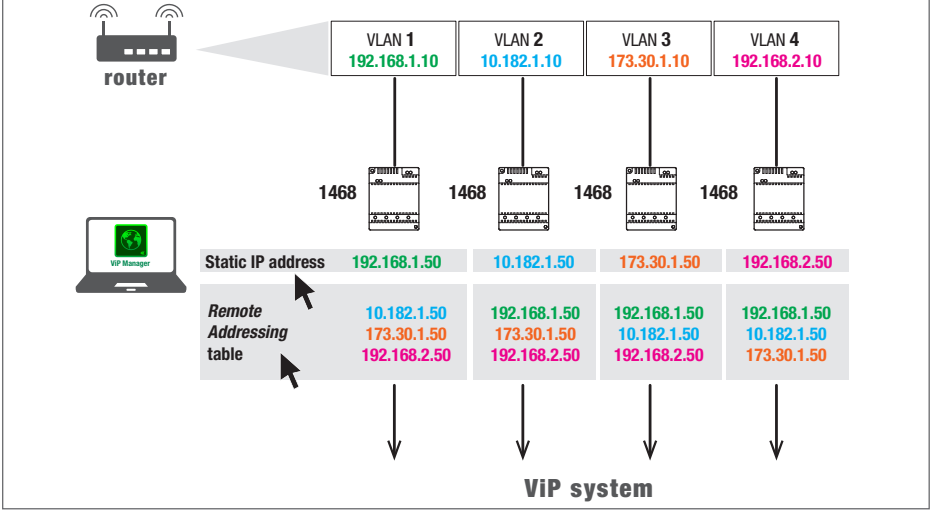 VLAN 1 VLAN 2 VLAN 3 VLAN 4
192.168.1.10 10.182.1.10 173.30.1.10 192.168.2.10
router
1468 1468 1468 1468
ViP Manager
Static IP address 192.168.1.50 10.182.1.50 173.30.1.50 192.168.2.50
Remote 10.182.1.50 192.168.1.50 192.168.1.50 192.168.1.50
Addressing 173.30.1.50 173.30.1.50 10.182.1.50 10.182.1.50
table 192.168.2.50 192.168.2.50 192.168.2.50 173.30.1.50
ViP system